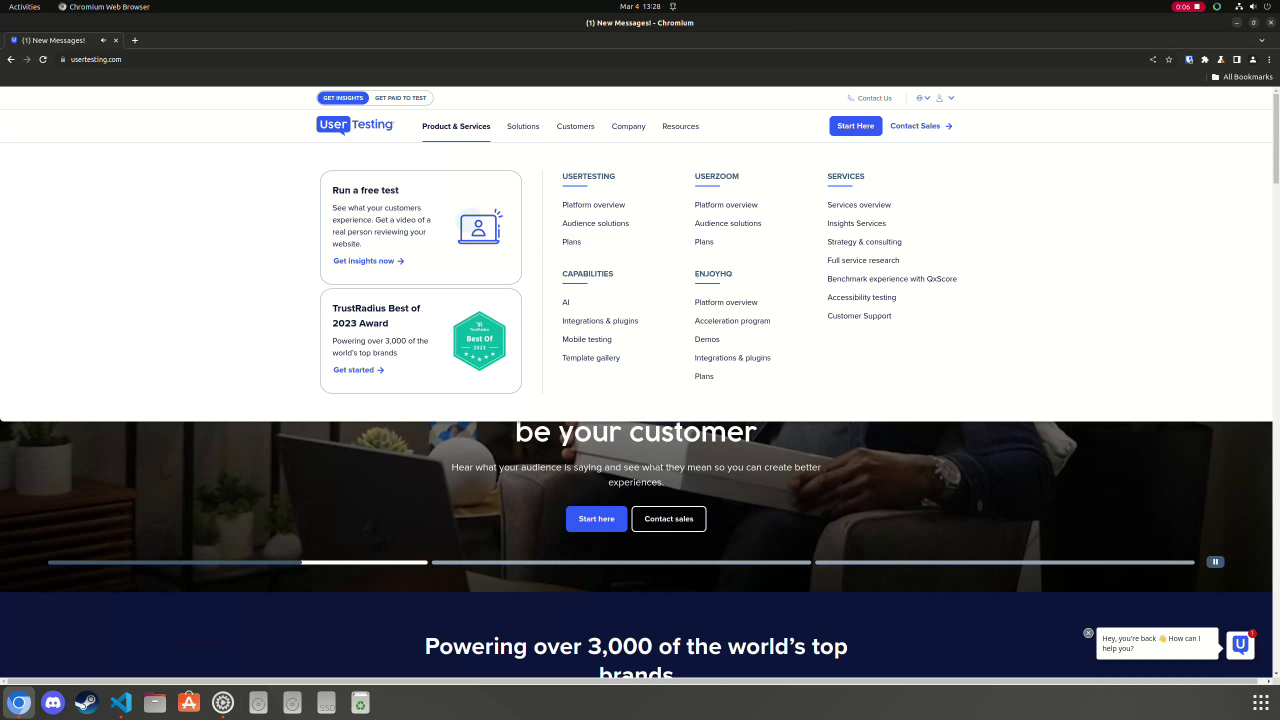 Activities
Chromium Web Browser
Mar 4 13:28
0:06
(1) New Messages! - Chromium
(1) New Messages!
usertesting.com
All Bookmarks
GET INSIGHTS
GET PAID TO TEST
Contact Us
User Testing
Product & Services
Solutions
Customers
Company
Resources
Start Here
Contact Sales
Run a free test
See what your customers
experience. Get a video of a
real person reviewing your
website.
Get insights now
TrustRadius Best of
2023 Award
Powering over 3,000 of the
world's top brands
Get started
TrustRadius
Best Of
2023
USERTESTING
Platform overview
Audience solutions
Plans
CAPABILITIES
AI
Integrations & plugins
Mobile testing
Template gallery
USERZOOM
Platform overview
Audience solutions
Plans
ENJOYHQ
Platform overview
Acceleration program
Demos
Integrations & plugins
Plans
SERVICES
Services overview
Insights Services
Strategy & consulting
Full service research
Benchmark experience with QxScore
Accessibility testing
Customer Support
be your customer
Hear what your audience is saying and see what they mean so you can create better
experiences.
Start here
Contact sales
Powering over 3,000 of the world's top
brands
Hey, you're back 👋 How can I
help you?
1
SSD